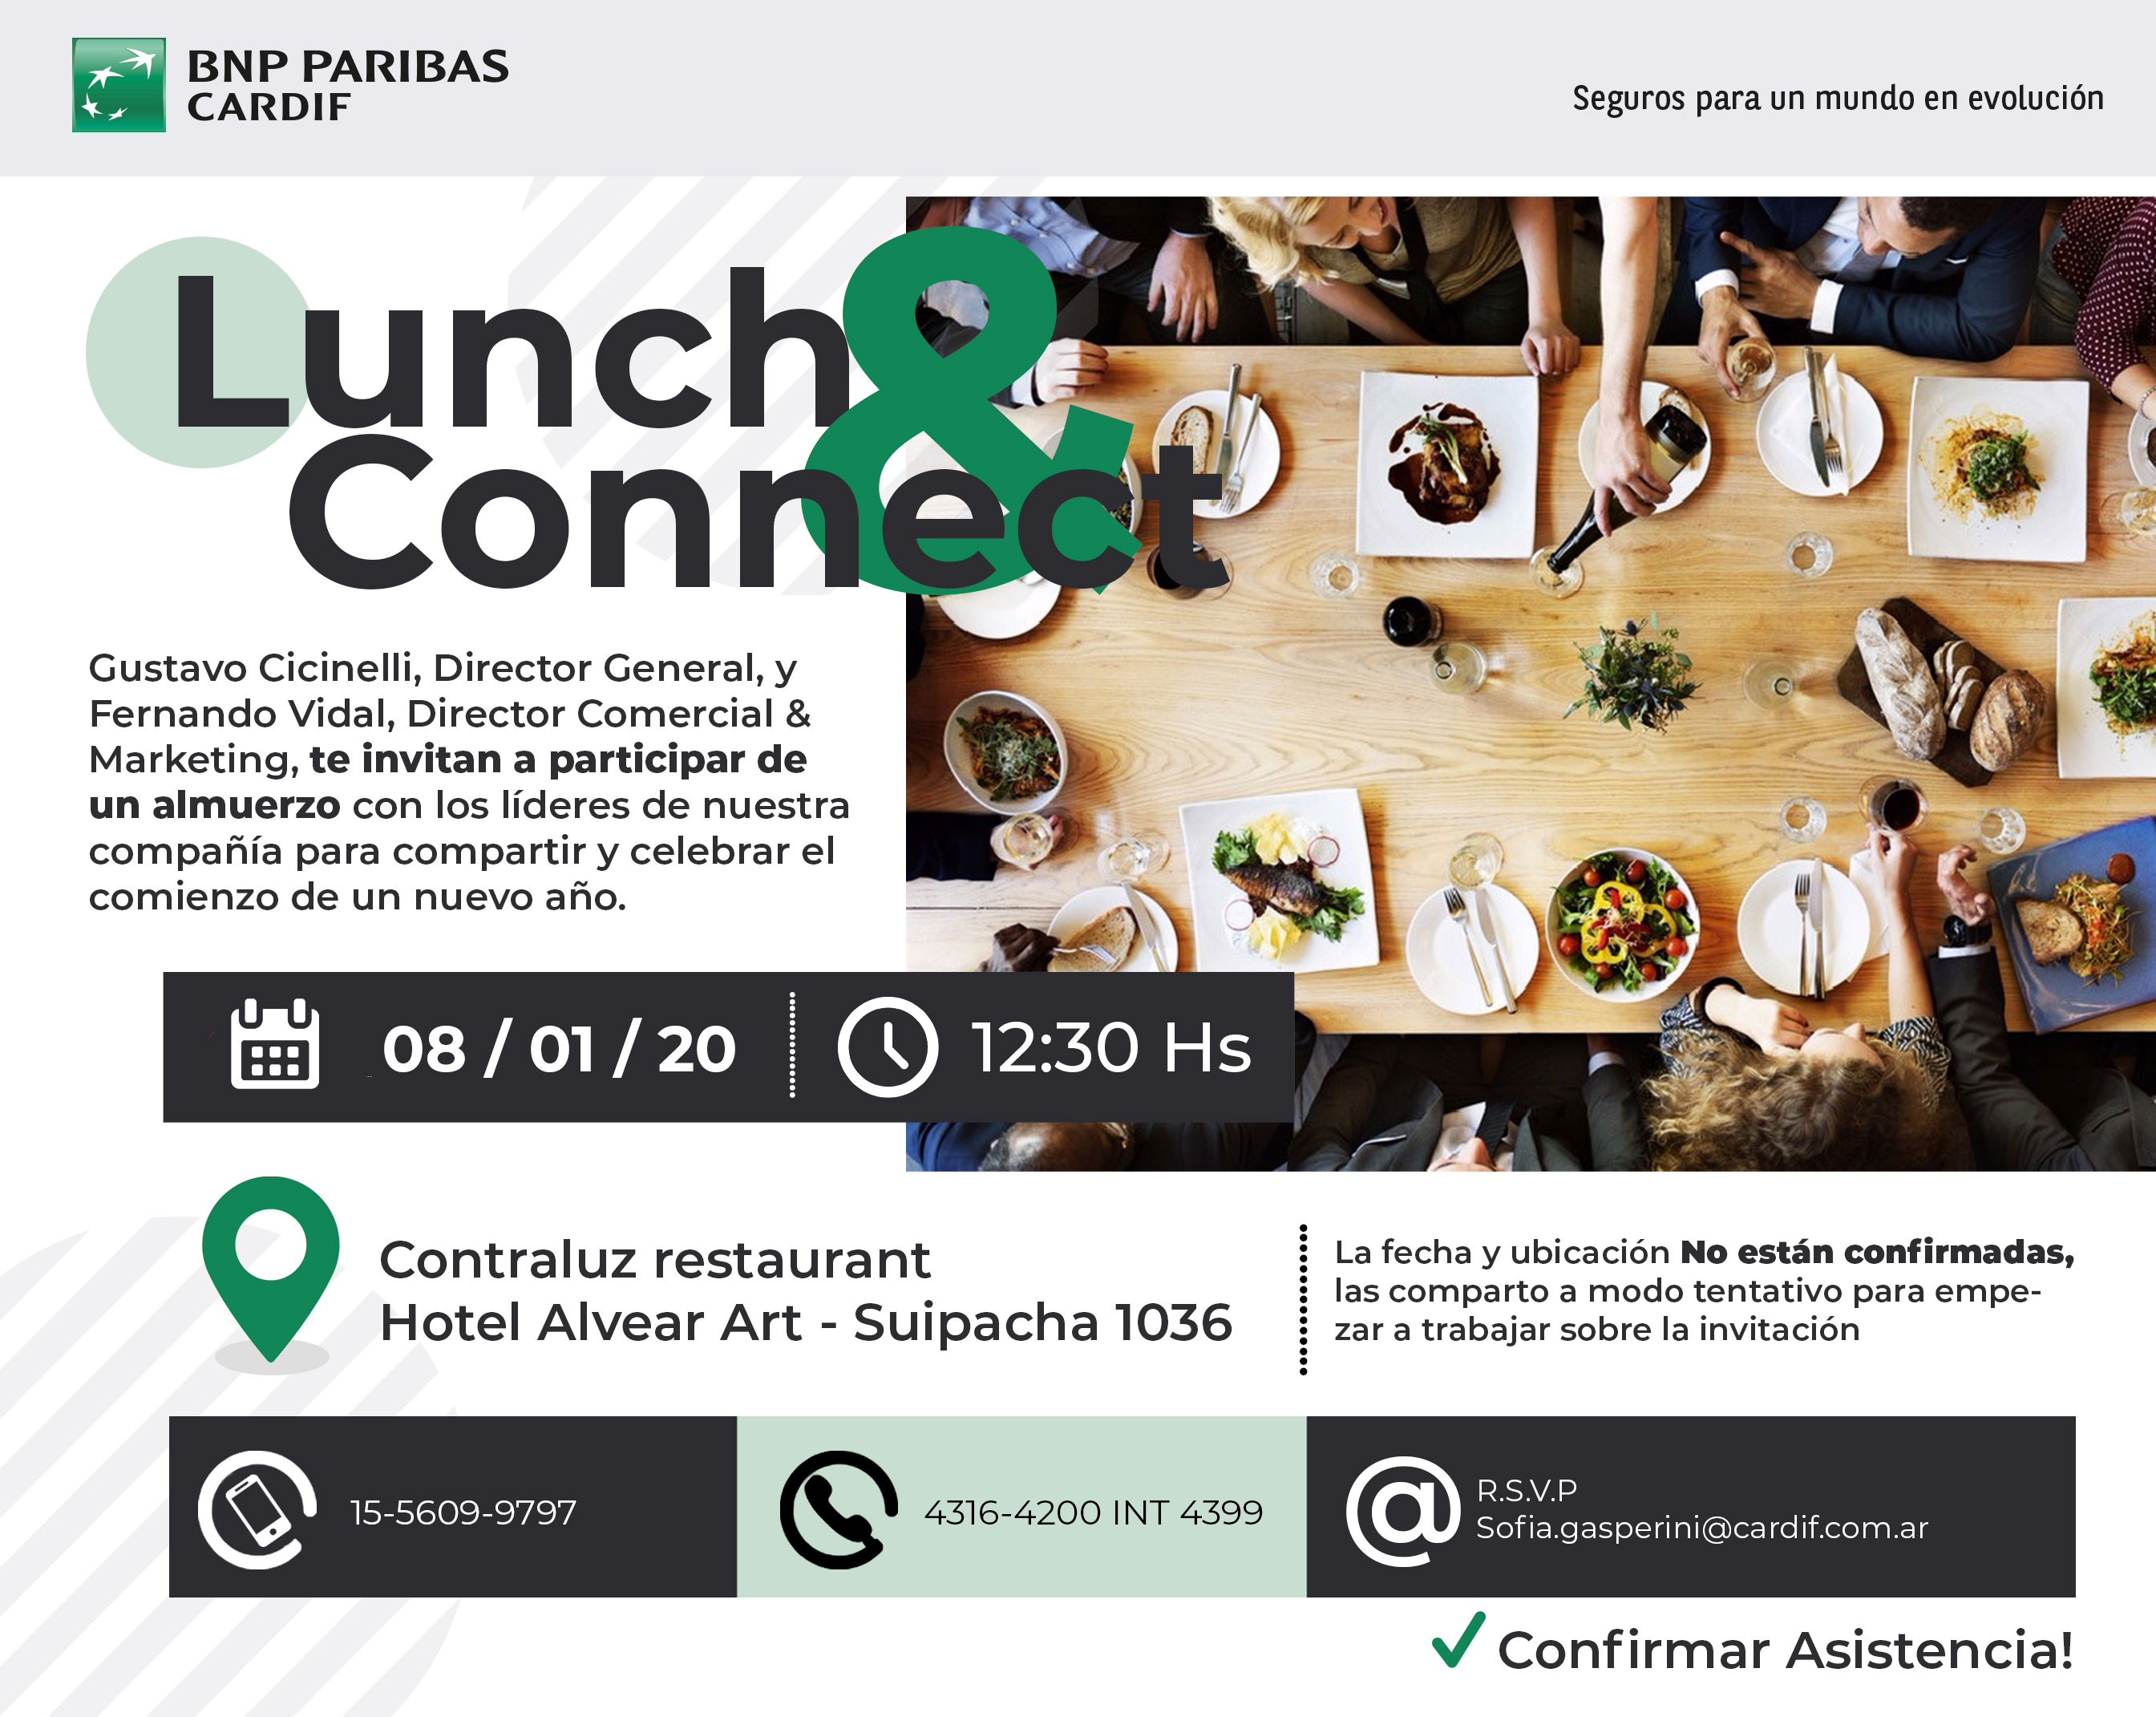 BNP PARIBAS
CARDIF
Seguros para un mundo en evolución
Lunch &
Connect
Gustavo Cicinelli, Director General, y
Fernando Vidal, Director Comercial &
Marketing, te invitan a participar de
un almuerzo con los líderes de nuestra
compañía para compartir y celebrar el
comienzo de un nuevo año.
08 / 01 / 20
12:30 Hs
Contraluz restaurant
Hotel Alvear Art - Suipacha 1036
La fecha y ubicación No están confirmadas,
las comparto a modo tentativo para empe-
zar a trabajar sobre la invitación
15-5609-9797
4316-4200 INT 4399
@
R.S.V.P
Sofia.gasperini@cardif.com.ar
Confirmar Asistencia!